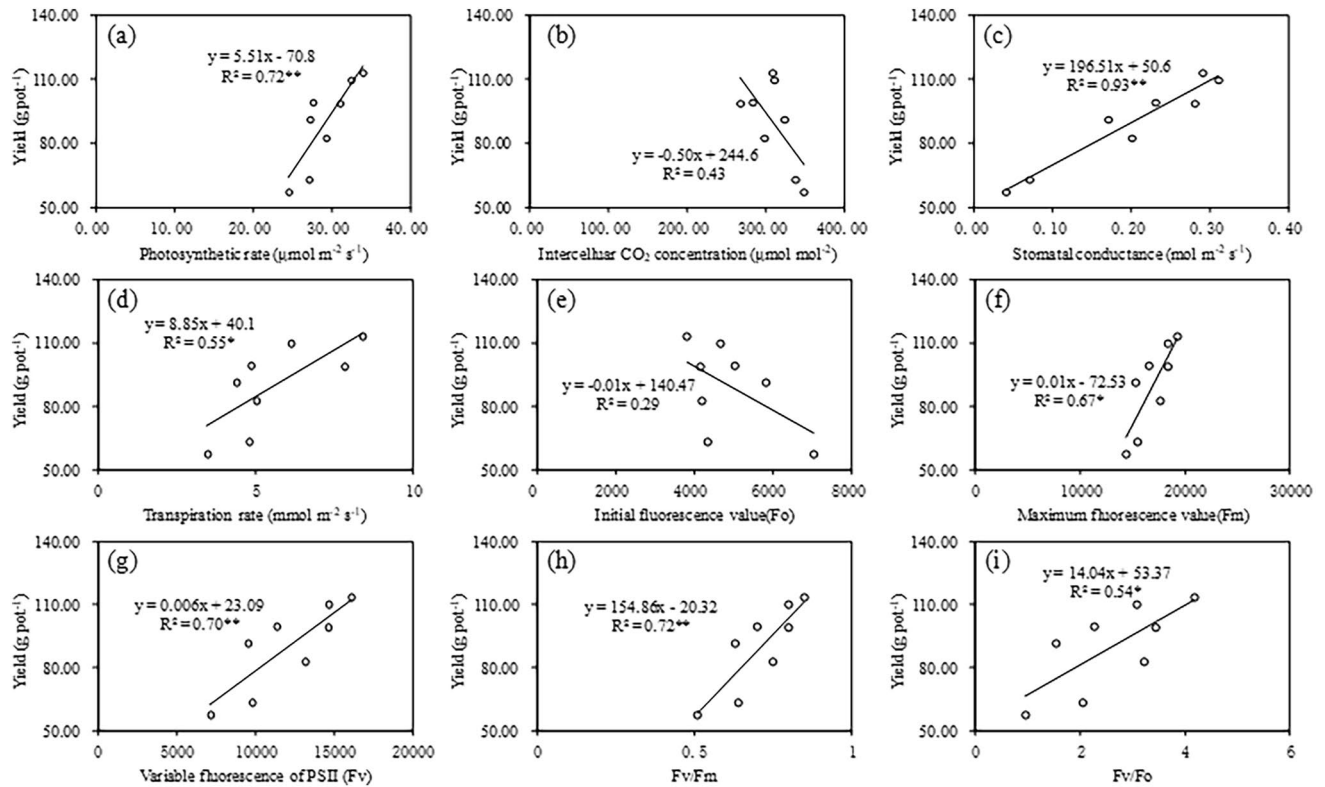 (a)
y = 5.51x - 70.8
R² = 0.72**
Yield (g pot⁻¹)
140.00
110.00
80.00
50.00
0.00 10.00 20.00 30.00 40.00
Photosynthetic rate (μmol m⁻² s⁻¹)
(b)
y = -0.50x + 244.6
R² = 0.43
Yield (g pot⁻¹)
140.00
110.00
80.00
50.00
0.00 100.00 200.00 300.00 400.00
Intercelluar CO₂ concentration (μmol mol⁻²)
(c)
y = 196.51x + 50.6
R² = 0.93**
Yield (g pot⁻¹)
140.00
110.00
80.00
50.00
0.00 0.10 0.20 0.30 0.40
Stomatal conductance (mol m⁻² s⁻¹)
(d)
y = 8.85x + 40.1
R² = 0.55*
Yield (g pot⁻¹)
140.00
110.00
80.00
50.00
0 5 10
Transpiration rate (mmol m⁻² s⁻¹)
(e)
y = -0.01x + 140.47
R² = 0.29
Yield (g pot⁻¹)
140.00
110.00
80.00
50.00
0 2000 4000 6000 8000
Initial fluorescence value(Fo)
(f)
y = 0.01x - 72.53
R² = 0.67*
Yield (g pot⁻¹)
140.00
110.00
80.00
50.00
0 10000 20000 30000
Maximum fluorescence value(Fm)
(g)
y = 0.006x + 23.09
R² = 0.70**
Yield (g pot⁻¹)
140.00
110.00
80.00
50.00
0 5000 10000 15000 20000
Variable fluorescence of PSII (Fv)
(h)
y = 154.86x - 20.32
R² = 0.72**
Yield (g pot⁻¹)
140.00
110.00
80.00
50.00
0 0.5 1
Fv/Fm
(i)
y = 14.04x + 53.37
R² = 0.54*
Yield (g pot⁻¹)
140.00
110.00
80.00
50.00
0 2 4 6
Fv/Fo